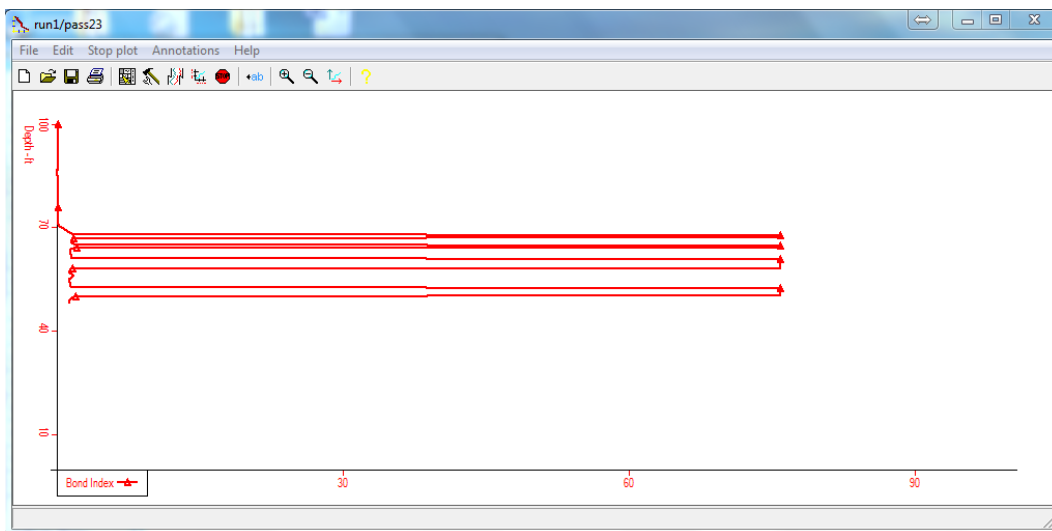 run1/pass23
File Edit Stop plot Annotations Help
STOP
ab
100
Depth - ft
70
40
10
Bond Index
30
60
90